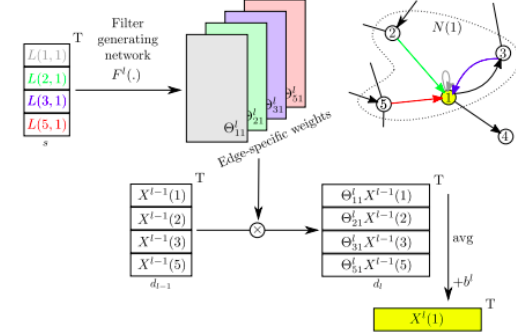 T
Filter
generating
network
F^l(.)
L(1, 1)
L(2, 1)
L(3, 1)
L(5, 1)
s
Θ^l_11
Θ^l_21
Θ^l_31
Θ^l_51
Edge-specific weights
N(1)
2
3
1
5
4
T
X^{l−1}(1)
X^{l−1}(2)
X^{l−1}(3)
X^{l−1}(5)
d_{l−1}
×
T
Θ^l_11 X^{l−1}(1)
Θ^l_21 X^{l−1}(2)
Θ^l_31 X^{l−1}(3)
Θ^l_51 X^{l−1}(5)
d_l
T
avg
+b^l
X^l(1)
T